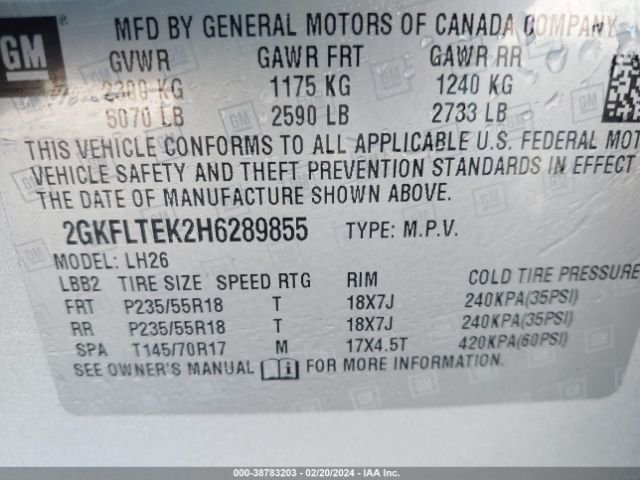 GM
MFD BY GENERAL MOTORS OF CANADA COMPANY
GVWR GAWR FRT GAWR RR
1175 KG 1240 KG
LB 2590 LB 2733 LB
THIS VEHICLE CONFORMS TO ALL APPLICABLE U.S. FEDERAL MOT
VEHICLE SAFETY AND THEFT PREVENTION STANDARDS IN EFFECT
THE DATE OF MANUFACTURE SHOWN ABOVE.
2GKFLTEK2H6289855 TYPE: M.P.V.
MODEL: LH26
LBB2 TIRE SIZE SPEED RTG RIM COLD TIRE PRESSURE
FRT P235/55R18 T 18X7J 240KPA(35PSI)
RR P235/55R18 T 18X7J 240KPA(35PSI)
SPA T145/70R17 M 17X4.5T 420KPA(60PSI)
SEE OWNER'S MANUAL FOR MORE INFORMATION.
000-38783203 - 02/20/2024 - IAA Inc.